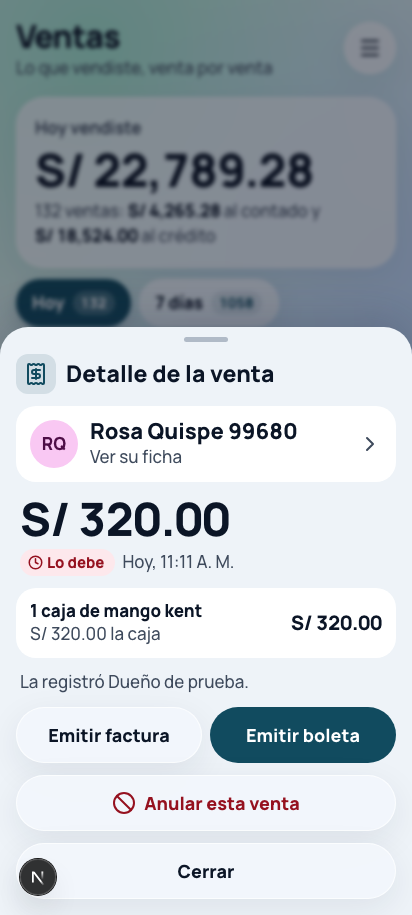 Ventas
Lo que vendiste, venta por venta
Hoy vendiste
S/ 22,789.28
132 ventas: S/ 4,265.28 al contado y
S/ 18,524.00 al crédito
Hoy 132 7 días 1058
Detalle de la venta
RQ
Rosa Quispe 99680
Ver su ficha
S/ 320.00
Lo debe Hoy, 11:11 A. M.
1 caja de mango kent
S/ 320.00 la caja
S/ 320.00
La registró Dueño de prueba.
Emitir factura Emitir boleta
Anular esta venta
N
Cerrar